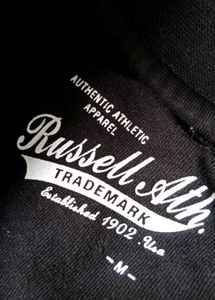 AUTHENTIC ATHLETIC
APPAREL
Russell Ath.
TRADEMARK
Established 1902. Usa
-M-